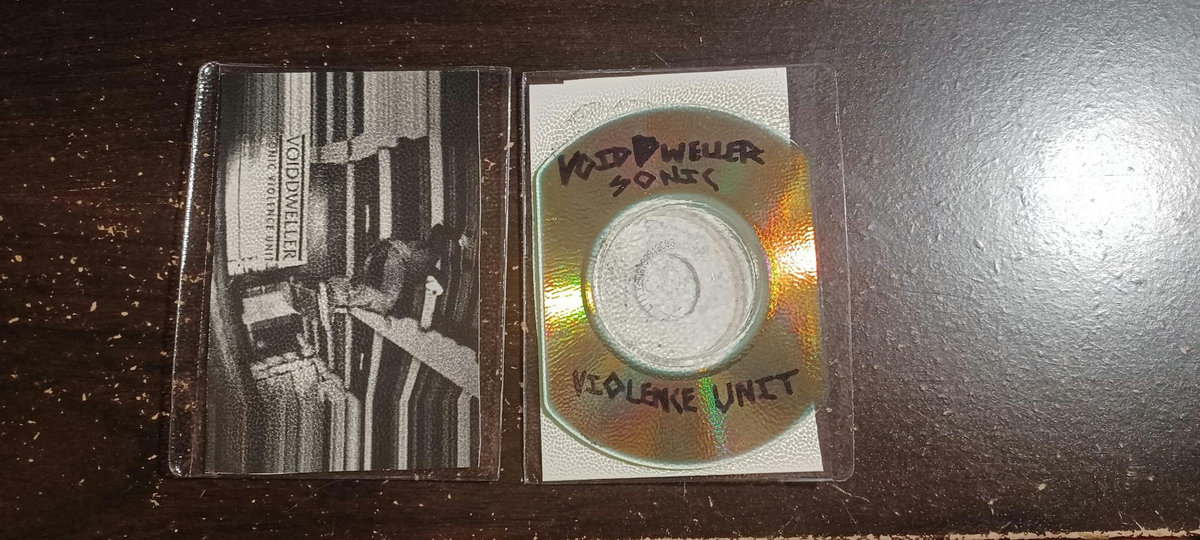 VOIDDWELLER
SONIC VIOLENCE UNIT
VOIDDWELLER
SONIC
VIOLENCE UNIT